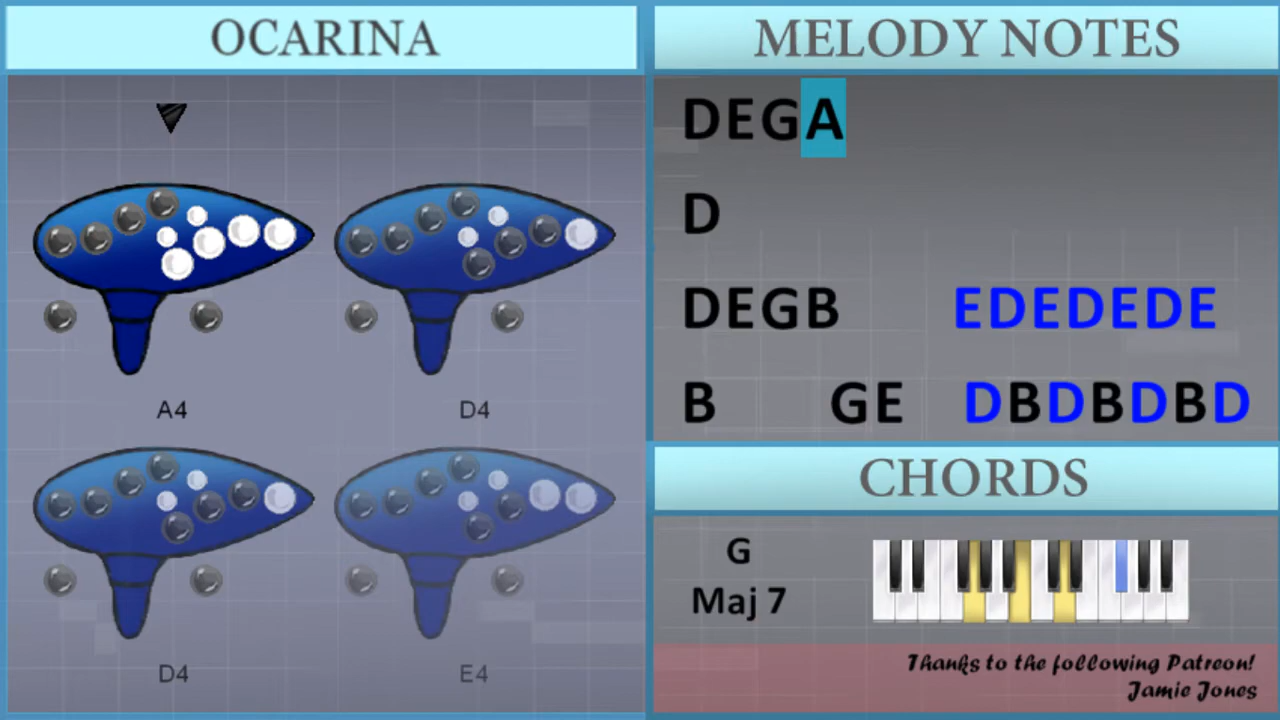 OCARINA
A4
D4
D4
E4
MELODY NOTES
DEGA
D
DEGB EDEDEDE
B GE DBDBDBD
CHORDS
G
Maj 7
Thanks to the following Patreon!
Jamie Jones